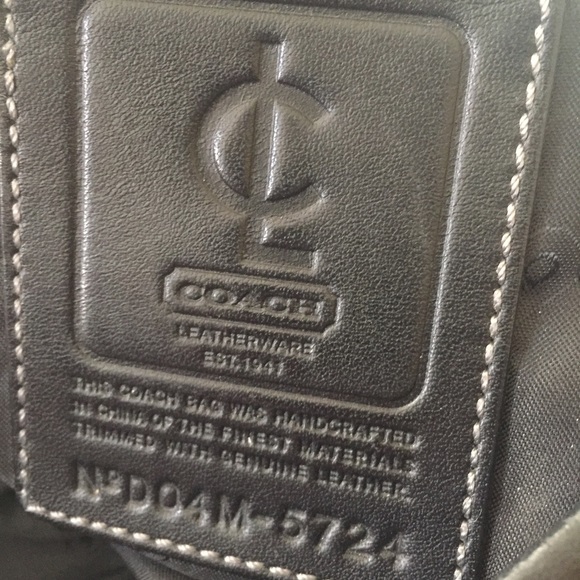 CL
COACH
LEATHERWARE
EST. 1941
THIS COACH BAG WAS HANDCRAFTED
IN CHINA OF THE FINEST MATERIALS
TRIMMED WITH GENUINE LEATHER.
Nº D04M-5724